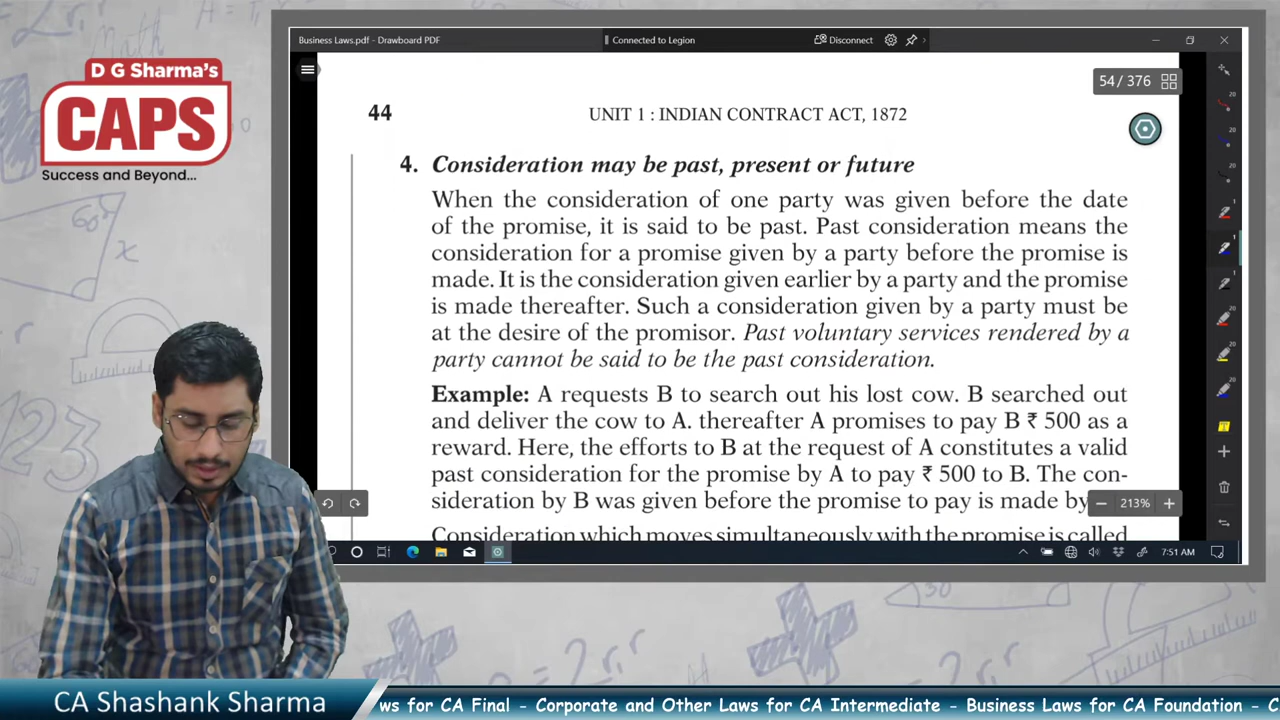 D G Sharma's
CAPS
Success and Beyond...
Business Laws.pdf - Drawboard PDF
Connected to Legion
Disconnect
54 / 376
44
UNIT 1 : INDIAN CONTRACT ACT, 1872
4. Consideration may be past, present or future
When the consideration of one party was given before the date
of the promise, it is said to be past. Past consideration means the
consideration for a promise given by a party before the promise is
made. It is the consideration given earlier by a party and the promise
is made thereafter. Such a consideration given by a party must be
at the desire of the promisor. Past voluntary services rendered by a
party cannot be said to be the past consideration.
Example: A requests B to search out his lost cow. B searched out
and deliver the cow to A. thereafter A promises to pay B ₹ 500 as a
reward. Here, the efforts to B at the request of A constitutes a valid
past consideration for the promise by A to pay ₹ 500 to B. The con-
sideration by B was given before the promise to pay is made by
213%
Consideration which moves simultaneously with the promise is called
7:51 AM
CA Shashank Sharma
ws for CA Final - Corporate and Other Laws for CA Intermediate - Business Laws for CA Foundation - C